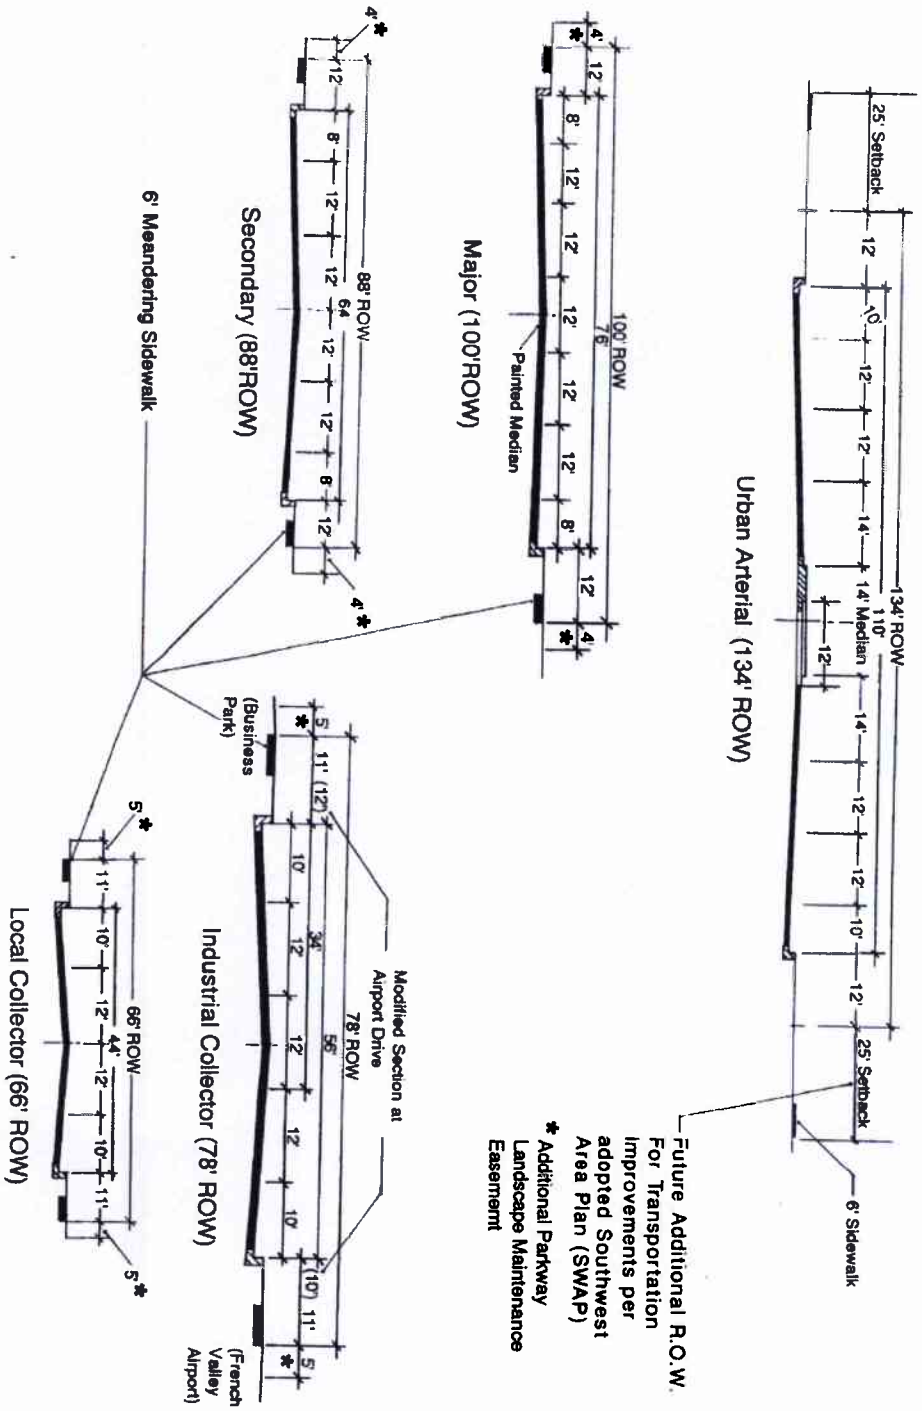 25' Setback
134' ROW
12'
110'
12'
25' Setback
10'
12'
12'
14'
14' Median
14'
12'
12'
10'
12'
6' Sidewalk
Urban Arterial (134' ROW)
Future Additional R.O.W.
For Transportation
improvements per
adopted Southwest
Area Plan (SWAP)
* Additional Parkway
Landscape Maintenance
Easememt
100' ROW
4'
*
12'
76'
12'
4'
*
8'
12'
12'
12'
12'
12'
8'
Painted Median
Major (100'ROW)
4' *
88' ROW
12'
64
12'
4' *
8'
12'
12'
12'
12'
8'
Secondary (88'ROW)
6' Meandering Sidewalk
Modified Section at
Airport Drive
78' ROW
5'
*
11' (12')
56'
34'
(10') 11'
5'
*
10'
12'
12'
12'
10'
(Business
Park)
(French
Valley
Airport)
Industrial Collector (78' ROW)
5' *
66' ROW
11'
44'
11'
5' *
10'
12'
12'
10'
Local Collector (66' ROW)